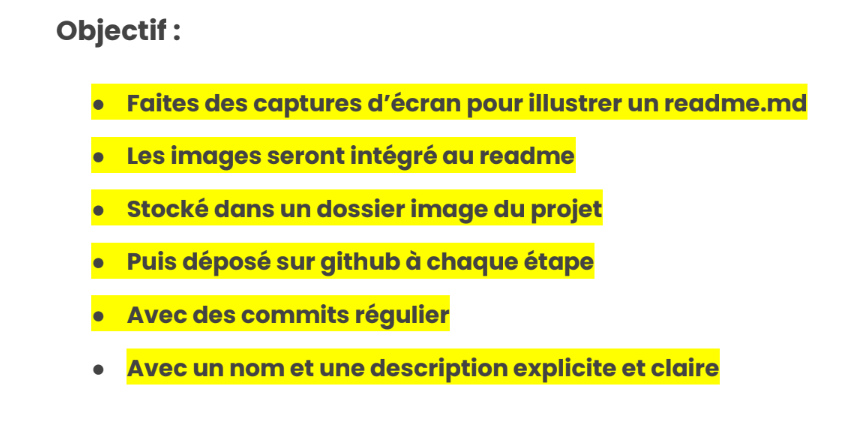 Objectif :
● Faites des captures d’écran pour illustrer un readme.md
● Les images seront intégré au readme
● Stocké dans un dossier image du projet
● Puis déposé sur github à chaque étape
● Avec des commits régulier
● Avec un nom et une description explicite et claire